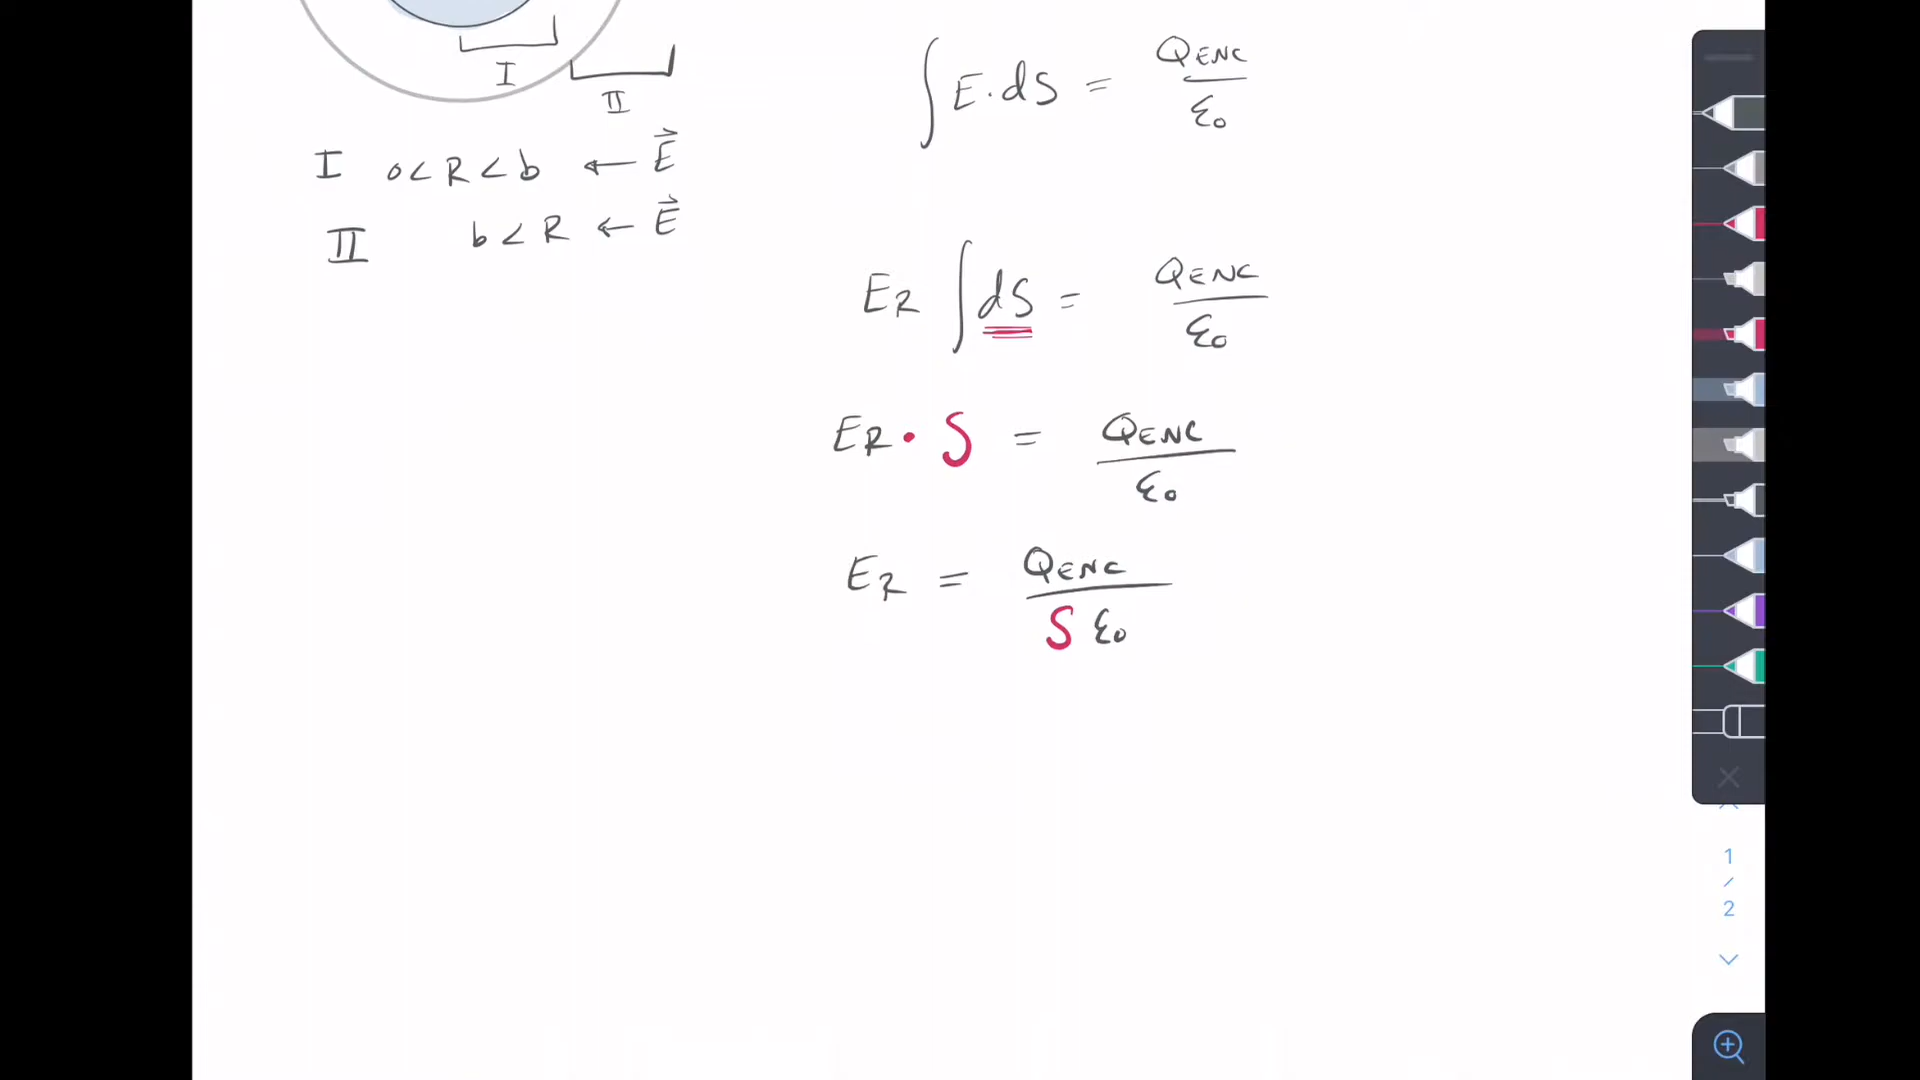 I
II
I 0 < R < b ← E⃗
II b < R ← E⃗
∫ E · dS = QENC / ε0
ER ∫ dS = QENC / ε0
ER · S = QENC / ε0
ER = QENC / S ε0
1
/
2